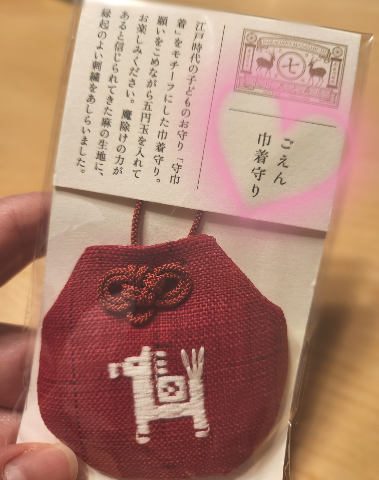 七
ごえん
巾着守り
江戸時代の子どものお守り「守巾
着」をモチーフにした巾着守り。
願いをこめながら五円玉を入れて
お楽しみください。魔除けの力が
あると信じられてきた麻の生地に、
縁起のよい刺繍をあしらいました。